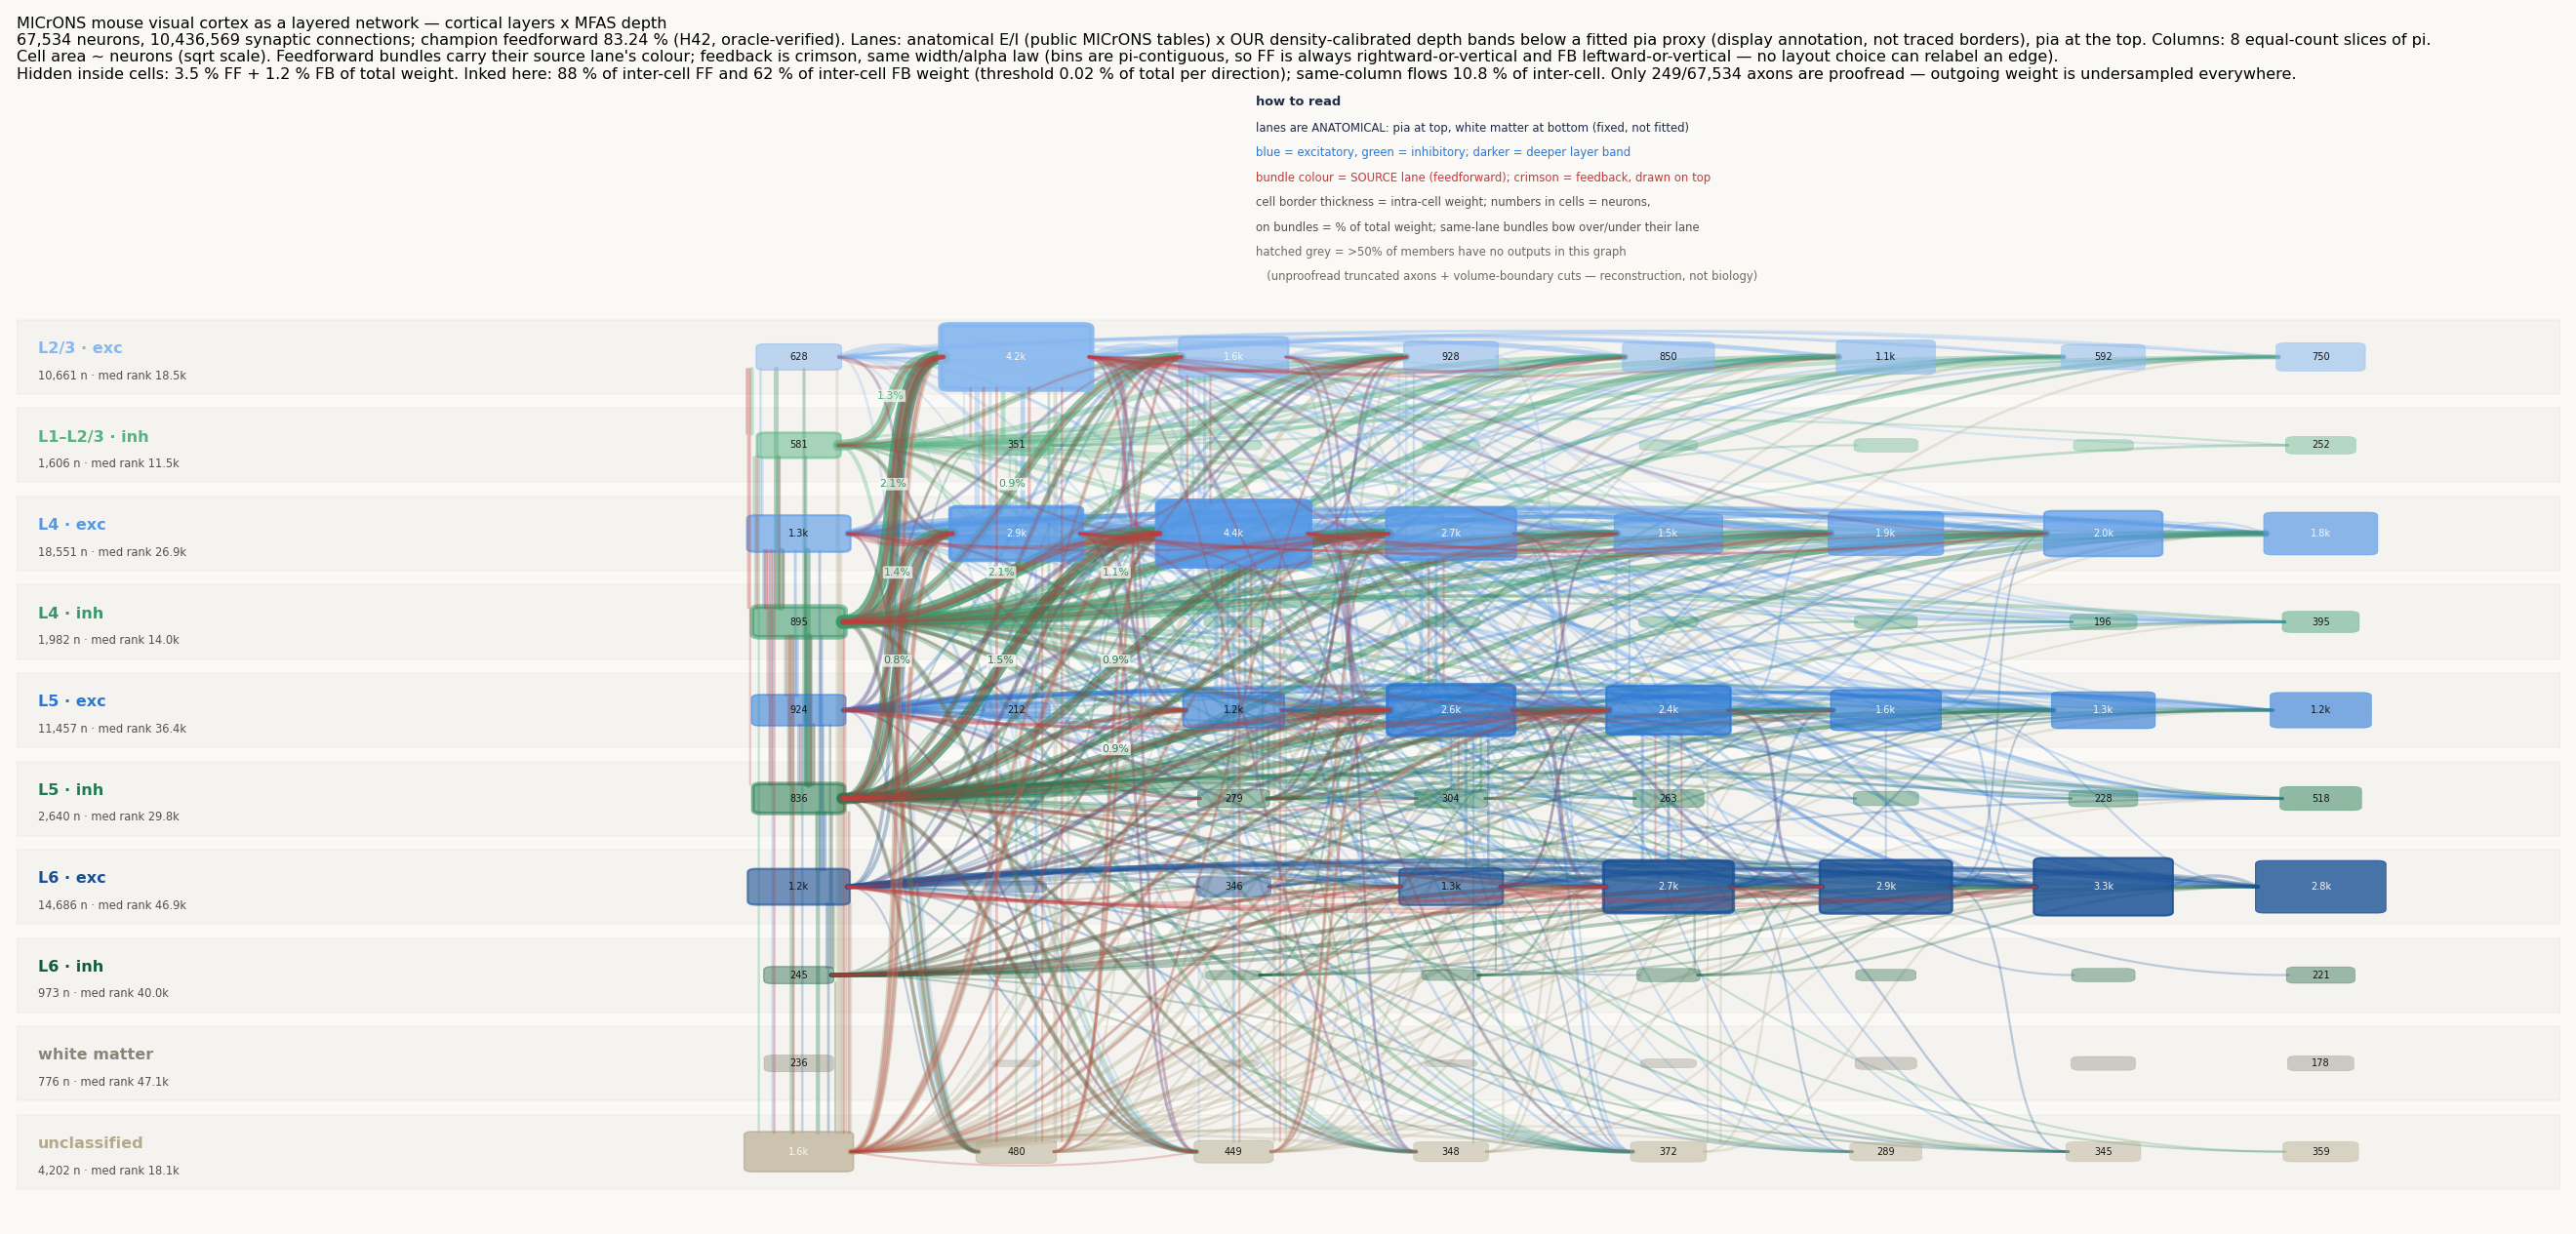 MICrONS mouse visual cortex as a layered network — cortical layers x MFAS depth
67,534 neurons, 10,436,569 synaptic connections; champion feedforward 83.24 % (H42, oracle-verified). Lanes: anatomical E/I (public MICrONS tables) x OUR density-calibrated depth bands below a fitted pia proxy (display annotation, not traced borders), pia at the top. Columns: 8 equal-count slices of pi.
Cell area ~ neurons (sqrt scale). Feedforward bundles carry their source lane's colour; feedback is crimson, same width/alpha law (bins are pi-contiguous, so FF is always rightward-or-vertical and FB leftward-or-vertical — no layout choice can relabel an edge).
Hidden inside cells: 3.5 % FF + 1.2 % FB of total weight. Inked here: 88 % of inter-cell FF and 62 % of inter-cell FB weight (threshold 0.02 % of total per direction); same-column flows 10.8 % of inter-cell. Only 249/67,534 axons are proofread — outgoing weight is undersampled everywhere.
how to read
lanes are ANATOMICAL: pia at top, white matter at bottom (fixed, not fitted)
blue = excitatory, green = inhibitory; darker = deeper layer band
bundle colour = SOURCE lane (feedforward); crimson = feedback, drawn on top
cell border thickness = intra-cell weight; numbers in cells = neurons,
on bundles = % of total weight; same-lane bundles bow over/under their lane
hatched grey = >50% of members have no outputs in this graph
(unproofread truncated axons + volume-boundary cuts — reconstruction, not biology)
L2/3 · exc
10,661 n · med rank 18.5k
628 4.2k 1.6k 928 850 1.1k 592 750
1.3%
L1–L2/3 · inh
1,606 n · med rank 11.5k
581 351 252
2.1% 0.9%
L4 · exc
18,551 n · med rank 26.9k
1.3k 2.9k 4.4k 2.7k 1.5k 1.9k 2.0k 1.8k
1.4% 2.1% 1.1%
L4 · inh
1,982 n · med rank 14.0k
895 196 395
0.8% 1.5% 0.9%
L5 · exc
11,457 n · med rank 36.4k
924 212 1.2k 2.6k 2.4k 1.6k 1.3k 1.2k
0.9%
L5 · inh
2,640 n · med rank 29.8k
836 279 304 263 228 518
L6 · exc
14,686 n · med rank 46.9k
1.2k 346 1.3k 2.7k 2.9k 3.3k 2.8k
L6 · inh
973 n · med rank 40.0k
245 221
white matter
776 n · med rank 47.1k
236 178
unclassified
4,202 n · med rank 18.1k
1.6k 480 449 348 372 289 345 359